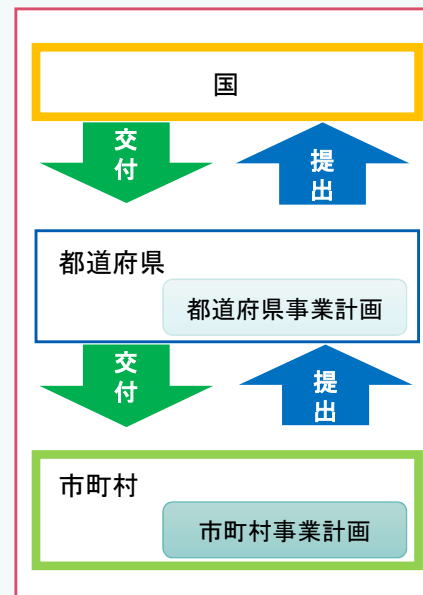 国
交付
提出
都道府県
都道府県事業計画
交付
提出
市町村
市町村事業計画